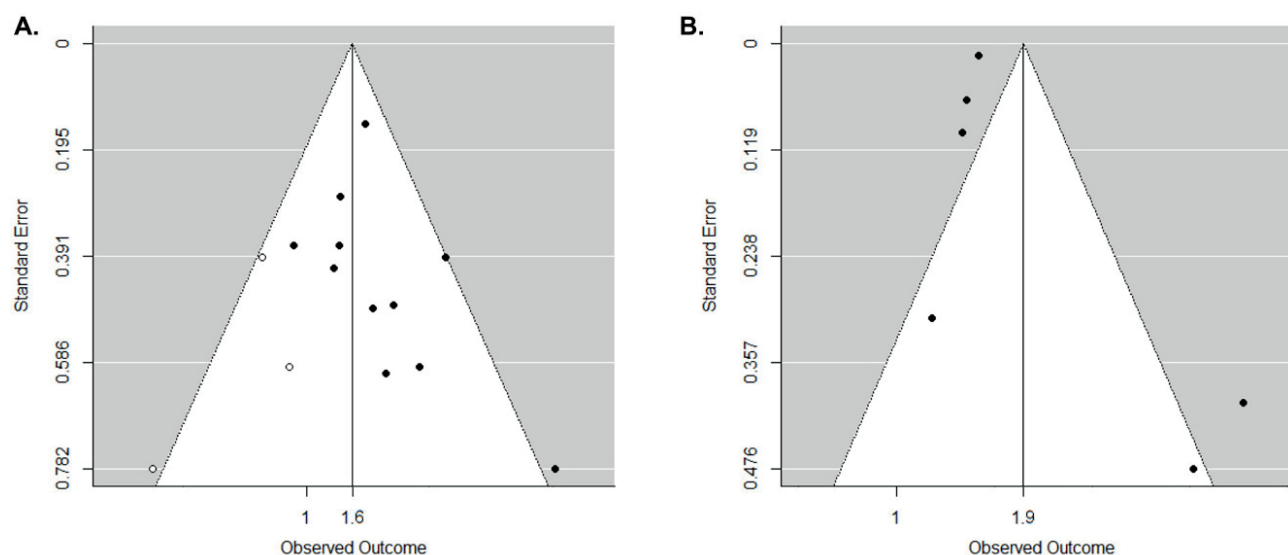 A.
0
0.195
0.391
0.586
0.782
Standard Error
1 1.6
Observed Outcome
B.
0
0.119
0.238
0.357
0.476
Standard Error
1 1.9
Observed Outcome